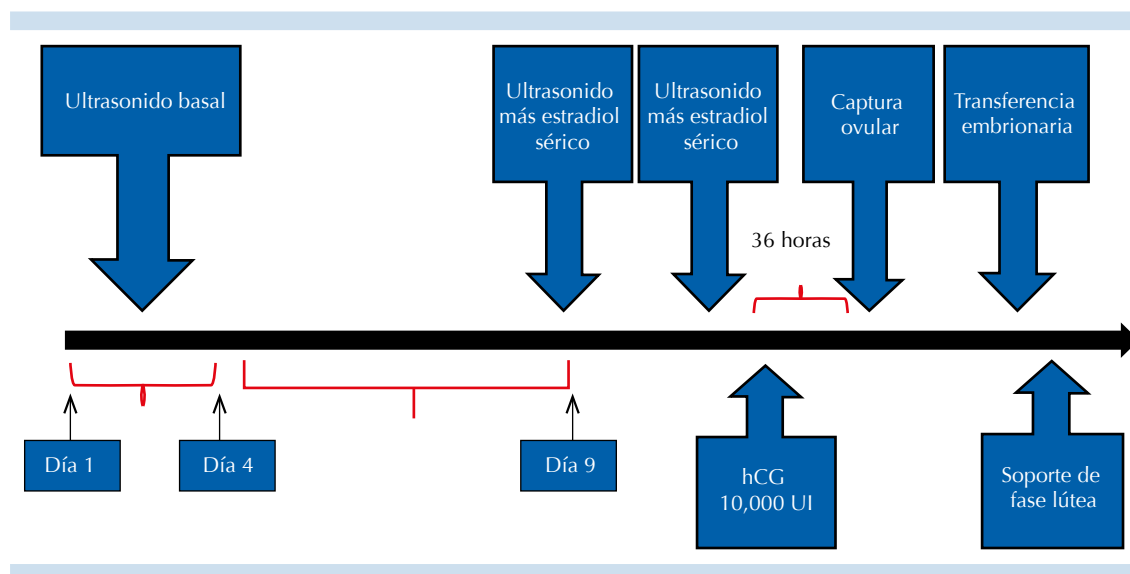 Ultrasonido basal
Ultrasonido
más estradiol
sérico
Ultrasonido
más estradiol
sérico
Captura
ovular
Transferencia
embrionaria
36 horas
Día 1
Día 4
Día 9
hCG
10,000 UI
Soporte de
fase lútea